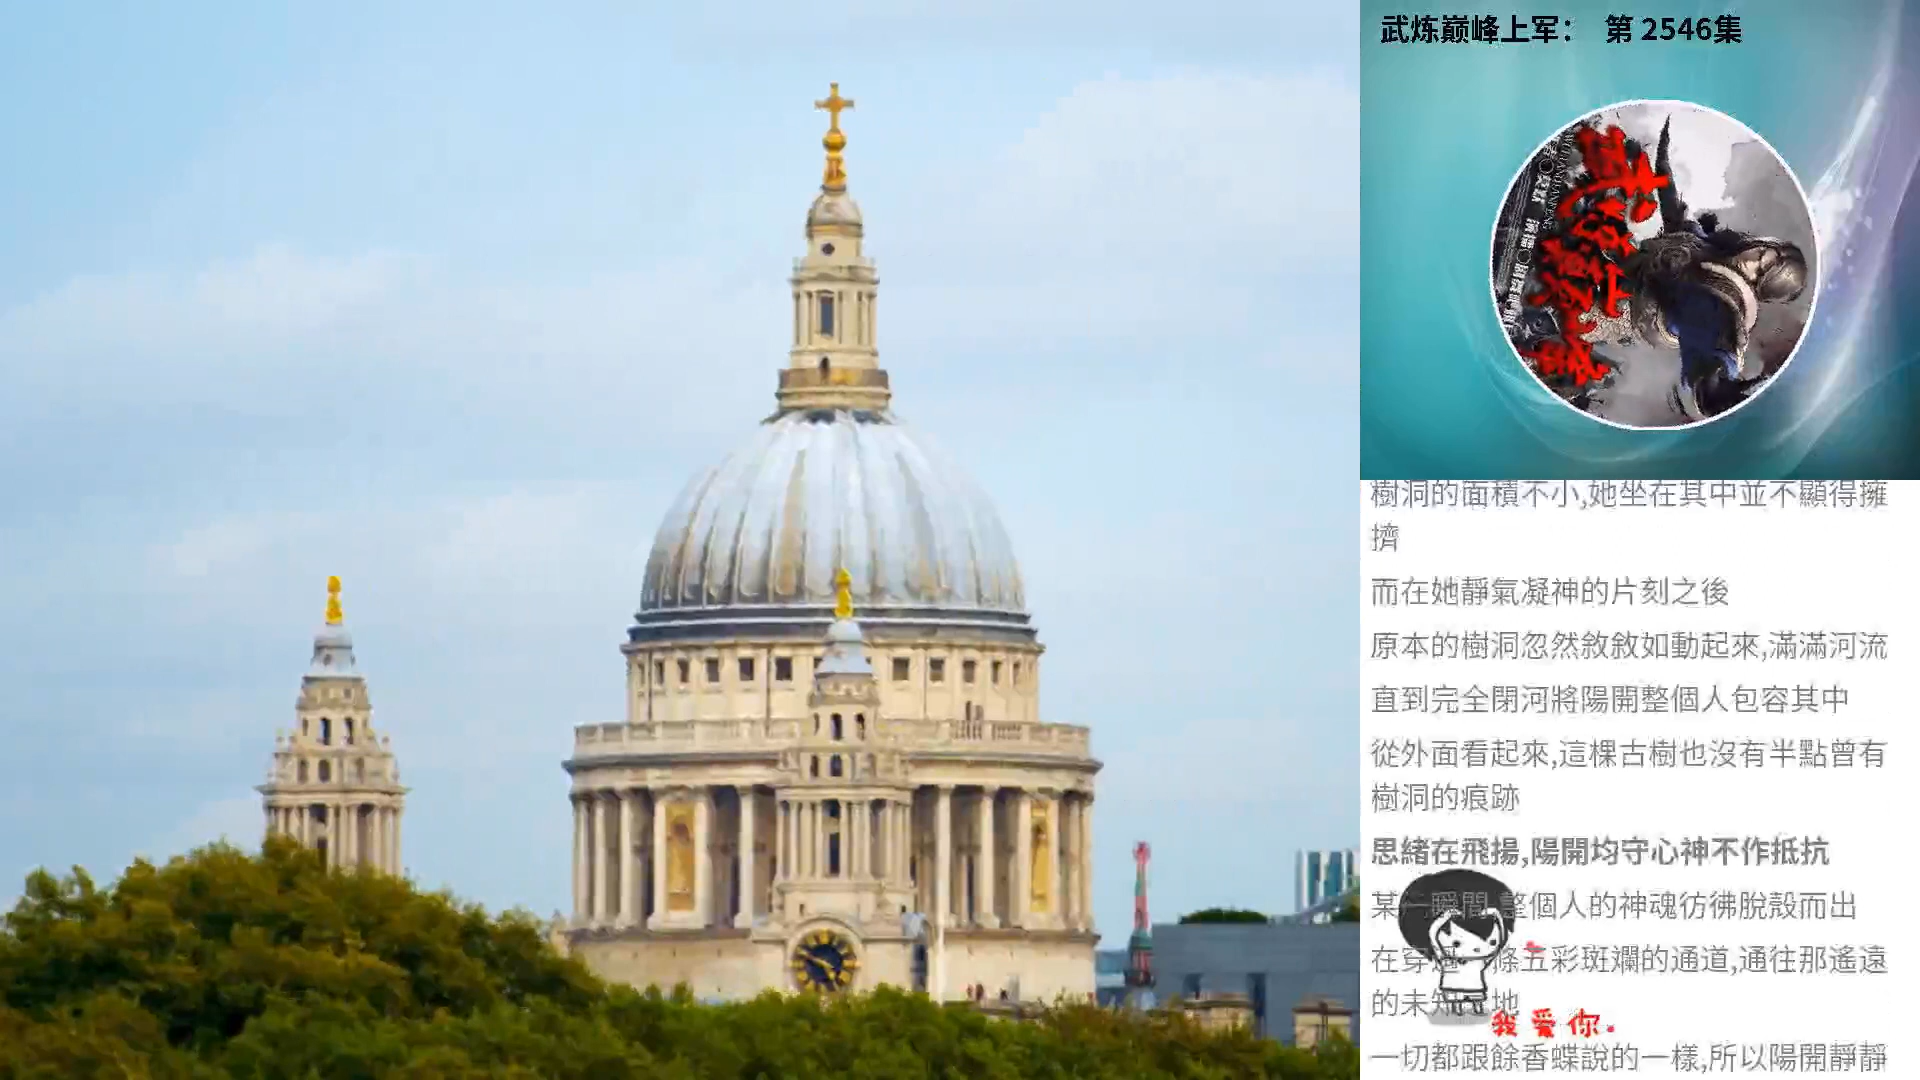 武炼巅峰上军： 第 2546集
樹洞的面積不小,她坐在其中並不顯得擁
擠
而在她靜氣凝神的片刻之後
原本的樹洞忽然敘敘如動起來,滿滿河流
直到完全閉河將陽開整個人包容其中
從外面看起來,這棵古樹也沒有半點曾有
樹洞的痕跡
思緒在飛揚,陽開均守心神不作抵抗
某 整個人的神魂彷彿脫殼而出
在穿 條五彩斑斕的通道,通往那遙遠
的未知 地
我爱你.
一切都跟餘香蝶說的一樣,所以陽開靜靜